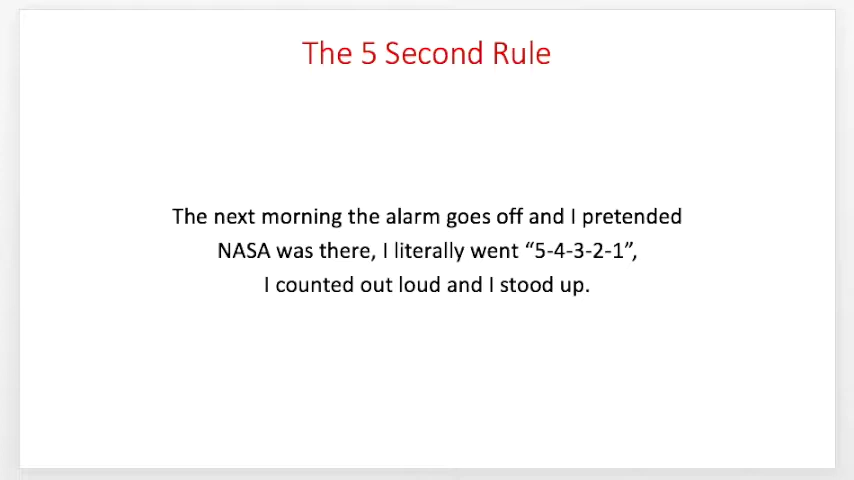 The 5 Second Rule
The next morning the alarm goes off and I pretended
NASA was there, I literally went “5-4-3-2-1”,
I counted out loud and I stood up.